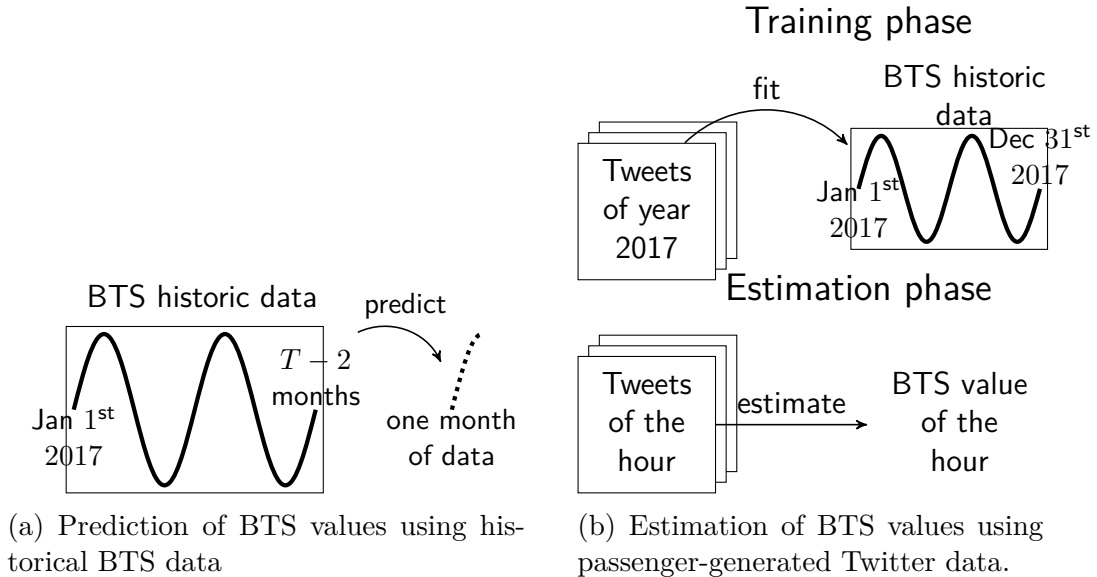 BTS historic data
predict
T − 2
months
Jan 1st
2017
one month
of data
(a) Prediction of BTS values using his-
torical BTS data
Training phase
fit
BTS historic
data
Tweets
of year
2017
Jan 1st
2017
Dec 31st
2017
Estimation phase
Tweets
of the
hour
estimate
BTS value
of the
hour
(b) Estimation of BTS values using
passenger-generated Twitter data.